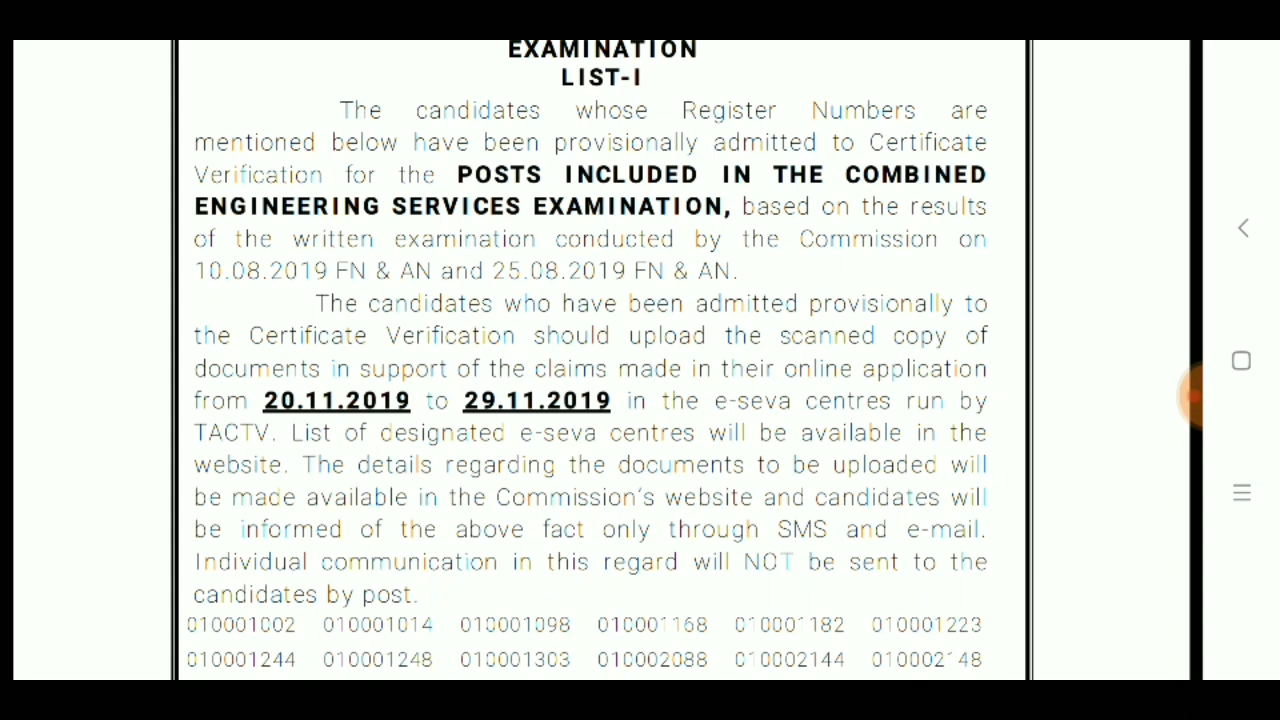 EXAMINATION
LIST-I
The candidates whose Register Numbers are
mentioned below have been provisionally admitted to Certificate
Verification for the POSTS INCLUDED IN THE COMBINED
ENGINEERING SERVICES EXAMINATION, based on the results
of the written examination conducted by the Commission on
10.08.2019 FN & AN and 25.08.2019 FN & AN.
The candidates who have been admitted provisionally to
the Certificate Verification should upload the scanned copy of
documents in support of the claims made in their online application
from 20.11.2019 to 29.11.2019 in the e-seva centres run by
TACTV. List of designated e-seva centres will be available in the
website. The details regarding the documents to be uploaded will
be made available in the Commission's website and candidates will
be informed of the above fact only through SMS and e-mail.
Individual communication in this regard will NOT be sent to the
candidates by post.
010001002 010001014 010001098 010001168 010001182 010001223
010001244 010001248 010001303 010002088 010002144 010002148